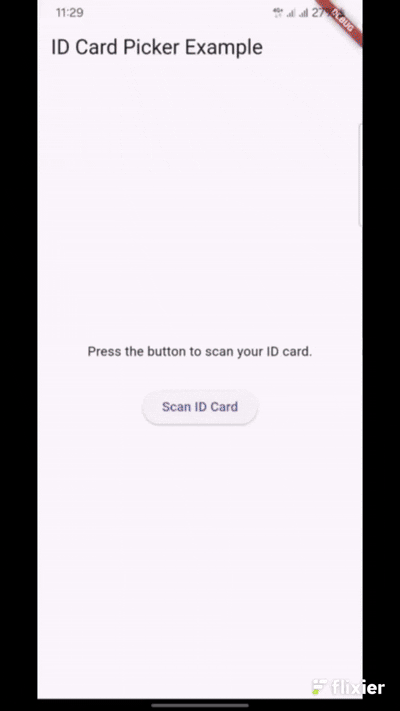 11:29
27%
DEBUG
ID Card Picker Example
Press the button to scan your ID card.
Scan ID Card
flixier